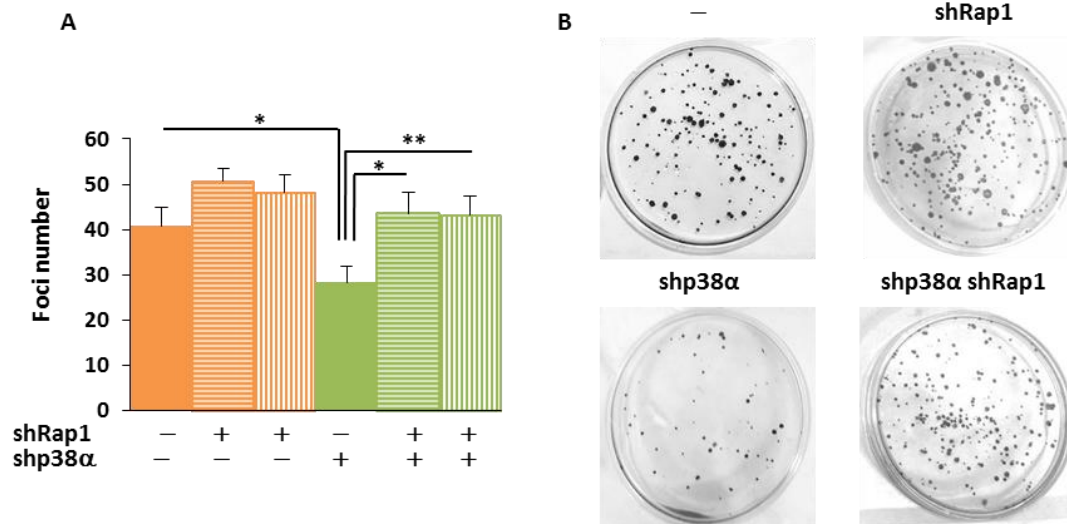 A
Foci number
60
50
40
30
20
10
0
*
**
*
shRap1 – + + – + +
shp38α – – – + + +
B
– shRap1
shp38α shp38α shRap1